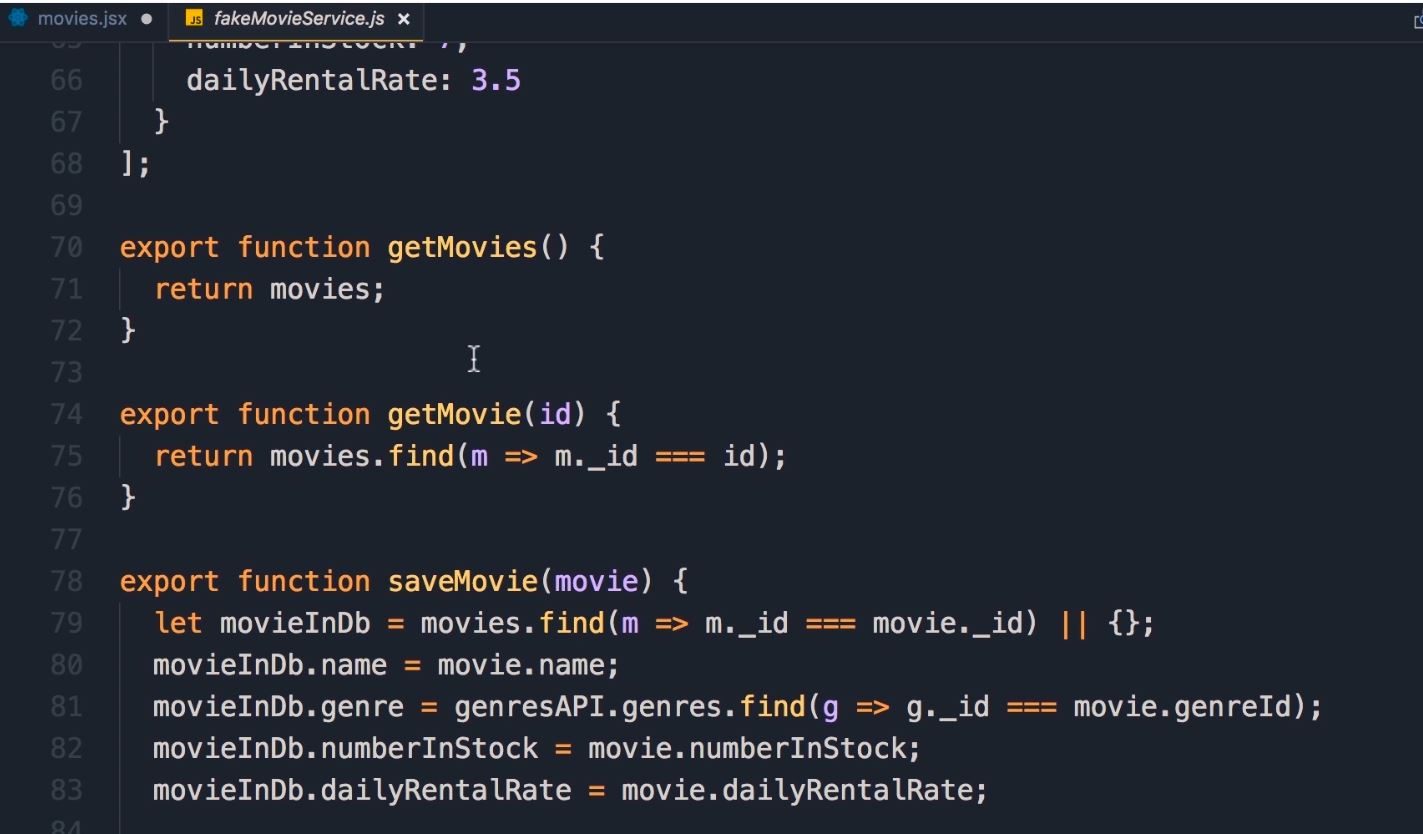 movies.jsx ● JS fakeMovieService.js ×
65 numberInStock: 7,
66 dailyRentalRate: 3.5
67 }
68 ];
69
70 export function getMovies() {
71 return movies;
72 }
73
74 export function getMovie(id) {
75 return movies.find(m => m._id === id);
76 }
77
78 export function saveMovie(movie) {
79 let movieInDb = movies.find(m => m._id === movie._id) || {};
80 movieInDb.name = movie.name;
81 movieInDb.genre = genresAPI.genres.find(g => g._id === movie.genreId);
82 movieInDb.numberInStock = movie.numberInStock;
83 movieInDb.dailyRentalRate = movie.dailyRentalRate;
84